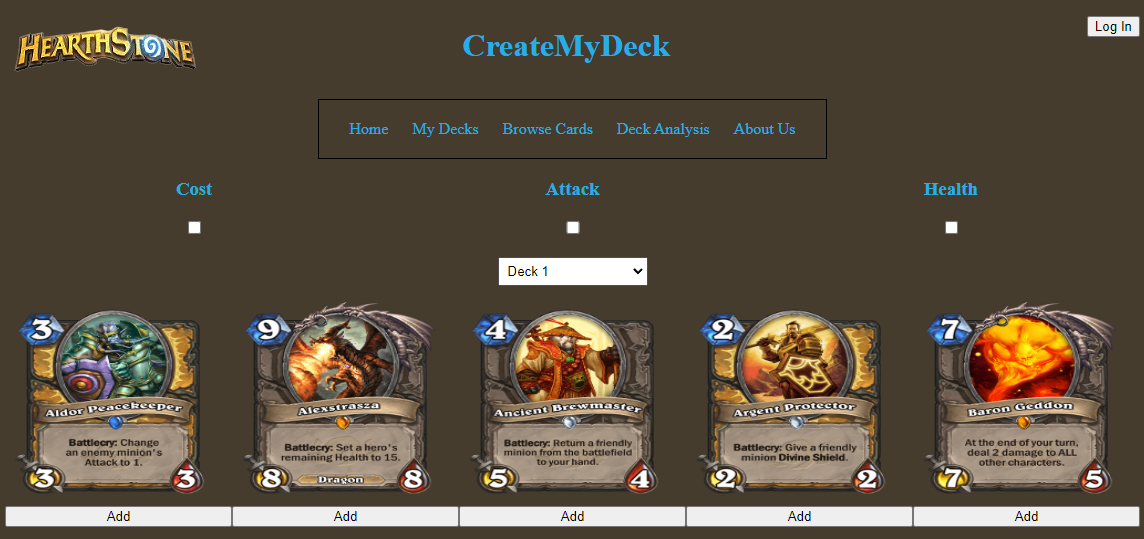 HEARTHSTONE
CreateMyDeck
Log In
Home My Decks Browse Cards Deck Analysis About Us
Cost Attack Health
Deck 1
3
Aldor Peacekeeper
Battlecry: Change
an enemy minion's
Attack to 1.
3 3
9
Alexstrasza
Battlecry: Set a hero's
remaining Health to 15.
8 Dragon 8
4
Ancient Brewmaster
Battlecry: Return a friendly
minion from the battlefield
to your hand.
5 4
2
Argent Protector
Battlecry: Give a friendly
minion Divine Shield.
2 2
7
Baron Geddon
At the end of your turn,
deal 2 damage to ALL
other characters.
7 5
Add Add Add Add Add